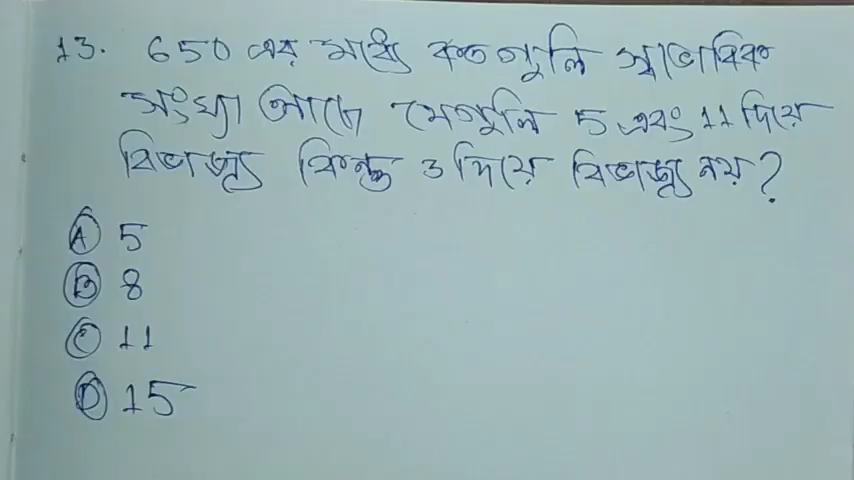 13. 650 এর মধ্যে কতগুলি স্বাভাবিক
সংখ্যা আছে যেগুলি 5 এবং 11 দিয়ে
বিভাজ্য কিন্তু 3 দিয়ে বিভাজ্য নয়?
A 5
B 8
C 11
D 15